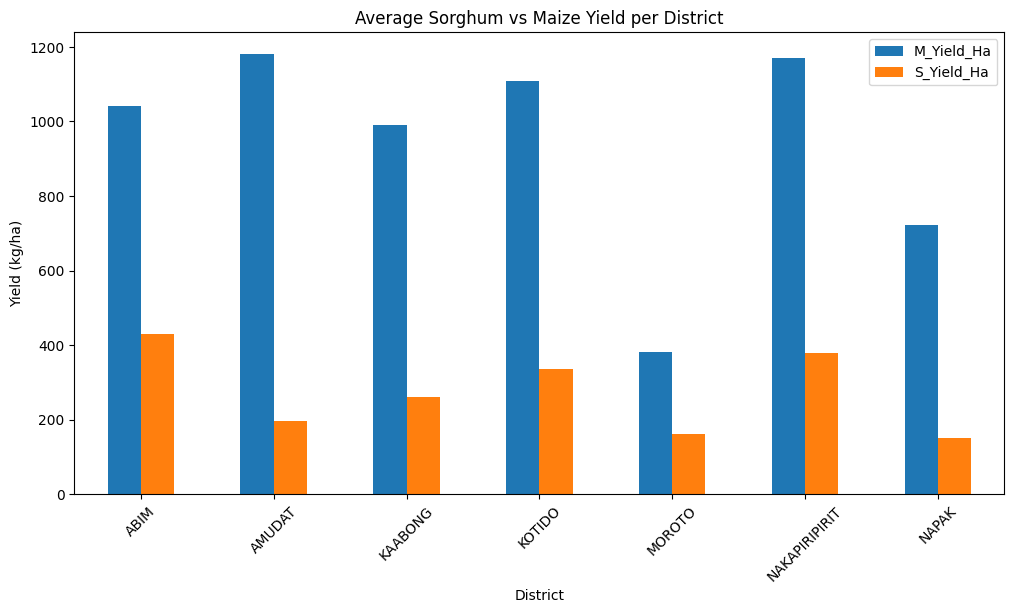 Average Sorghum vs Maize Yield per District
M_Yield_Ha
S_Yield_Ha
Yield (kg/ha)
1200
1000
800
600
400
200
0
ABIM
AMUDAT
KAABONG
KOTIDO
MOROTO
NAKAPIRIPIRIT
NAPAK
District